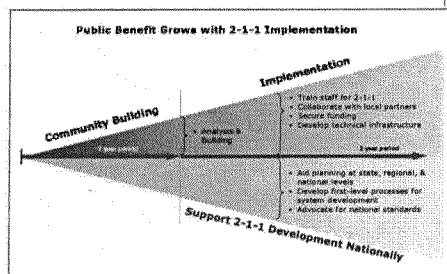 Public Benefit Grows with 2-1-1 Implementation
Implementation
Community Building
• Train staff for 2-1-1
• Collaborate with local partners
• Secure funding
• Develop technical infrastructure
• Analysis &
Building
year period
2 year period
• Aid planning at state, regional, &
national levels
• Develop first-level processes for
system development
• Advocate for national standards
Support 2-1-1 Development Nationally